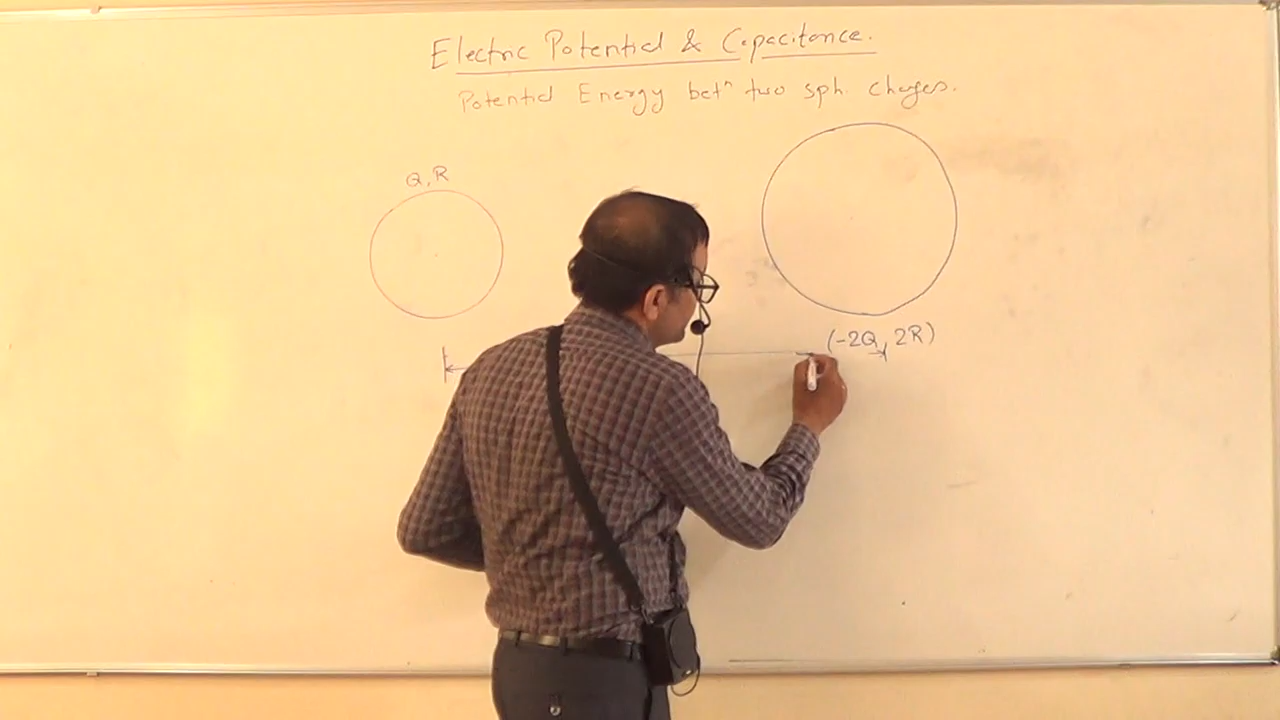 Electric Potential & Capacitance.
Potential Energy betⁿ two sph. charges.
Q, R
(-2Q, 2R)